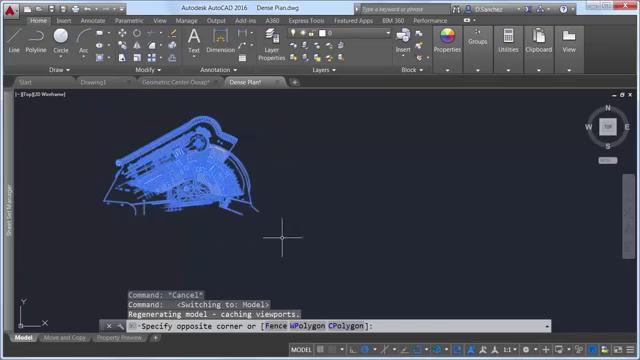 Autodesk AutoCAD 2016 Dense Plan.dwg
Type a keyword or phrase
D.Sanchez
Home Insert Annotate Parametric View Manage Output Add-ins Express Featured Apps BIM 360 Performance
Line Polyline Circle Arc Text Dimension Layer Properties Insert Properties Groups Utilities Clipboard View
Draw Modify Annotation Layers Block
Start Drawing1 Geometric Center Osnap* Dense Plan*
[-][Top][2D Wireframe]
N
W TOP E
S
Sheet Set Manager
Y
X
Command: *Cancel*
Command: <Switching to: Model>
Regenerating model - caching viewports.
Specify opposite corner or [Fence WPolygon CPolygon]:
Model Move and Copy Property Preview
MODEL 1:1